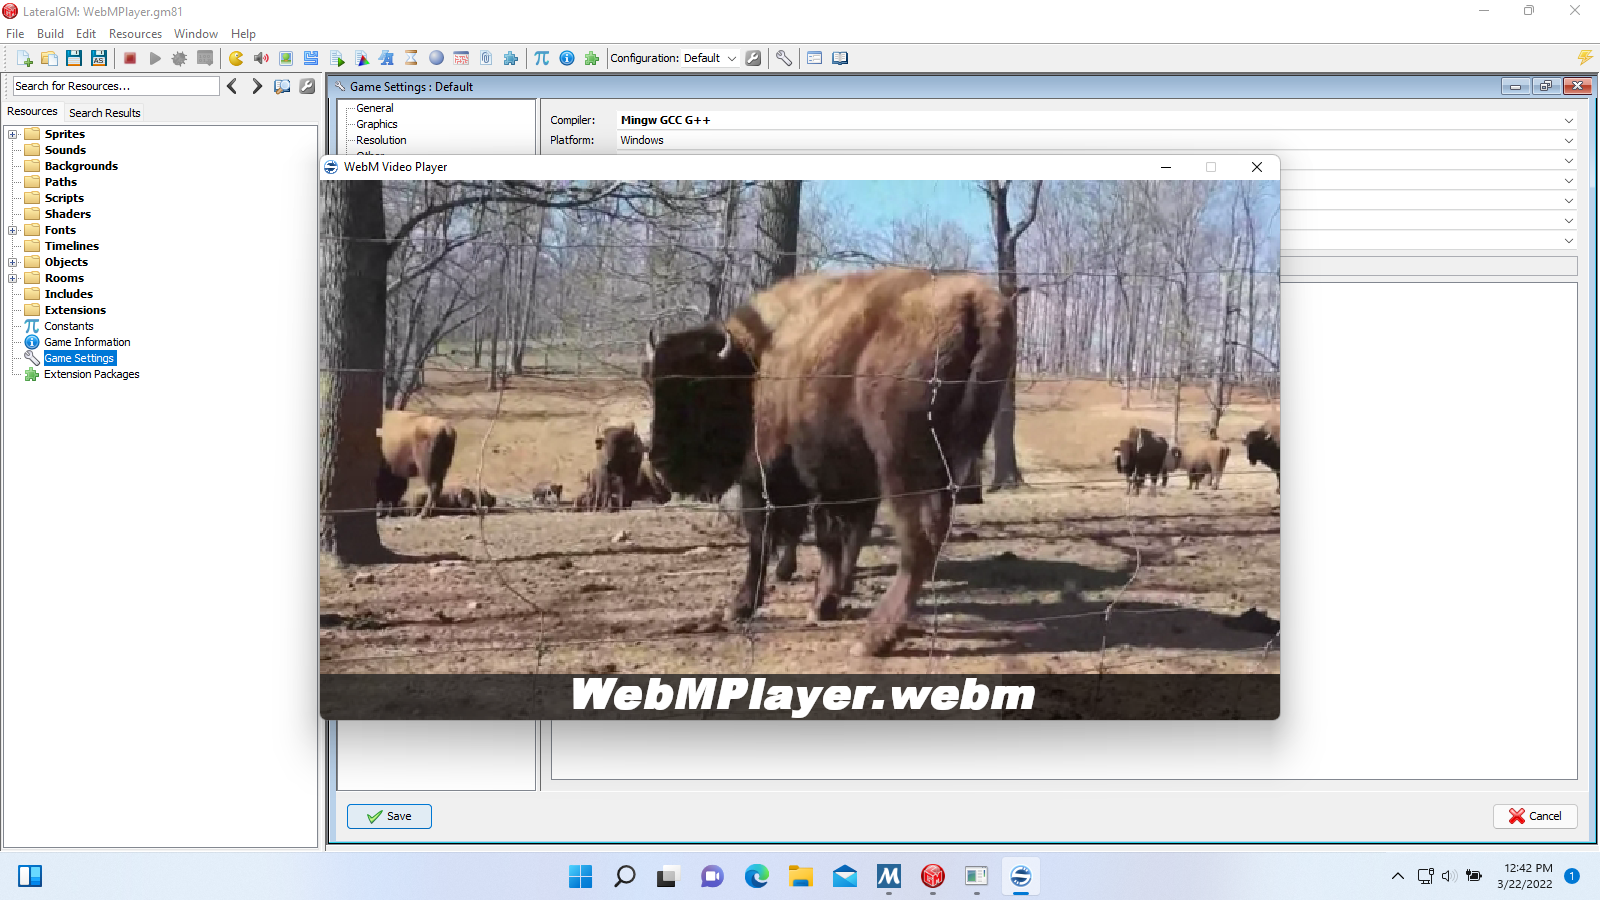 LateralGM: WebMPlayer.gm81
File Build Edit Resources Window Help
AS
Configuration: Default
Search for Resources...
Resources Search Results
Sprites
Sounds
Backgrounds
Paths
Scripts
Shaders
Fonts
Timelines
Objects
Rooms
Includes
Extensions
Constants
Game Information
Game Settings
Extension Packages
Game Settings : Default
General
Graphics
Resolution
Other
Compiler: Mingw GCC G++
Platform: Windows
WebM Video Player
WebMPlayer.webm
Save
Cancel
12:42 PM
3/22/2022
1